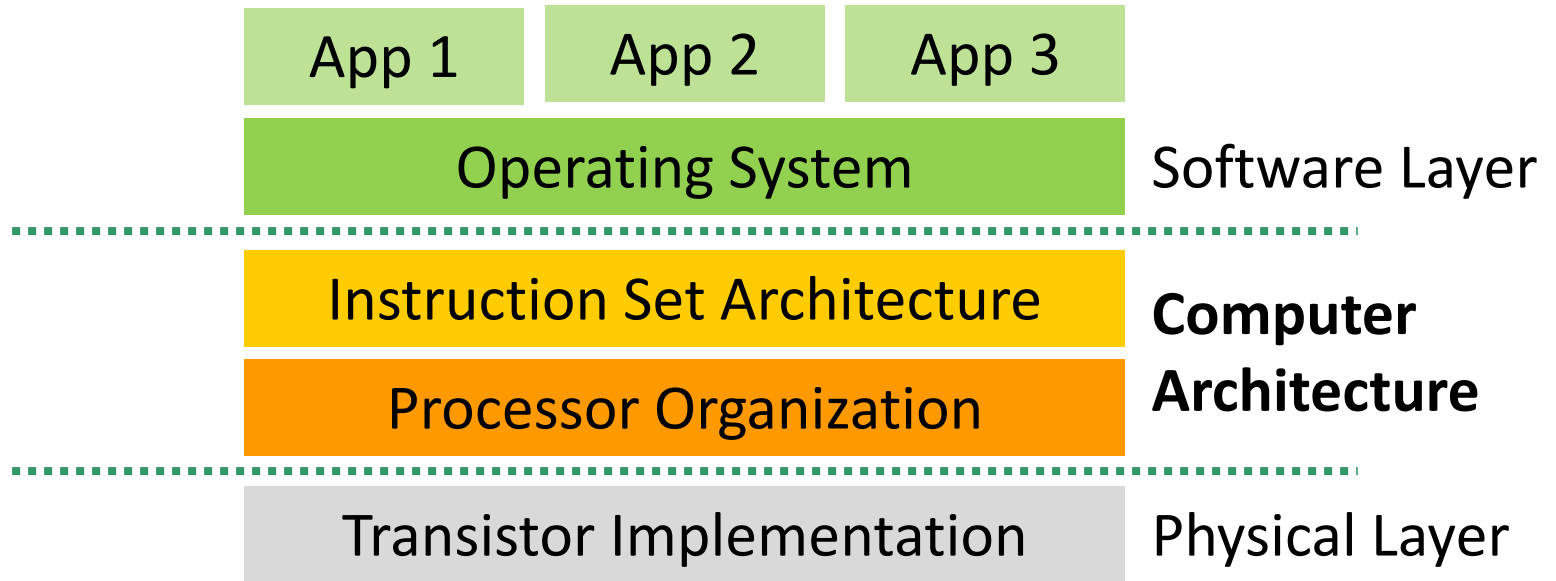 App 1 App 2 App 3
Operating System
Software Layer
Instruction Set Architecture
Computer
Architecture
Processor Organization
Transistor Implementation
Physical Layer